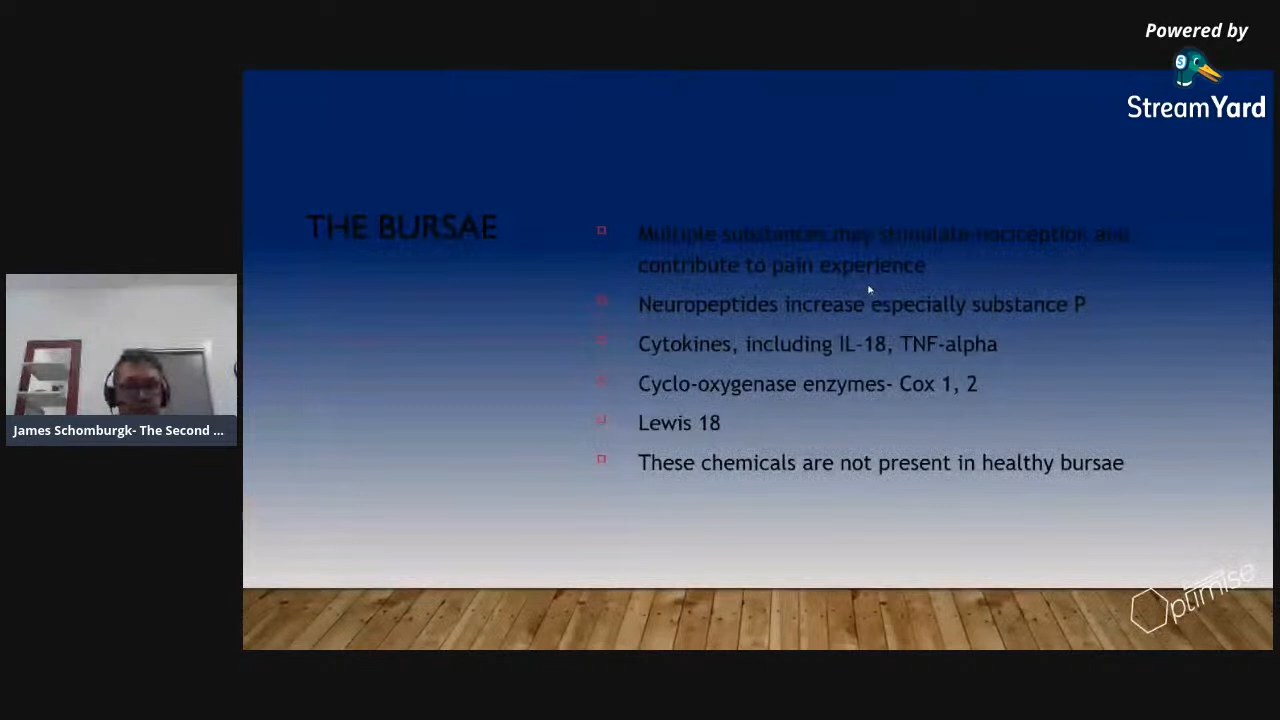 Powered by
StreamYard
THE BURSAE
Multiple substances may stimulate nociception and
contribute to pain experience
Neuropeptides increase especially substance P
Cytokines, including IL-18, TNF-alpha
Cyclo-oxygenase enzymes- Cox 1, 2
Lewis 18
These chemicals are not present in healthy bursae
James Schomburgk- The Second ...
Optimise